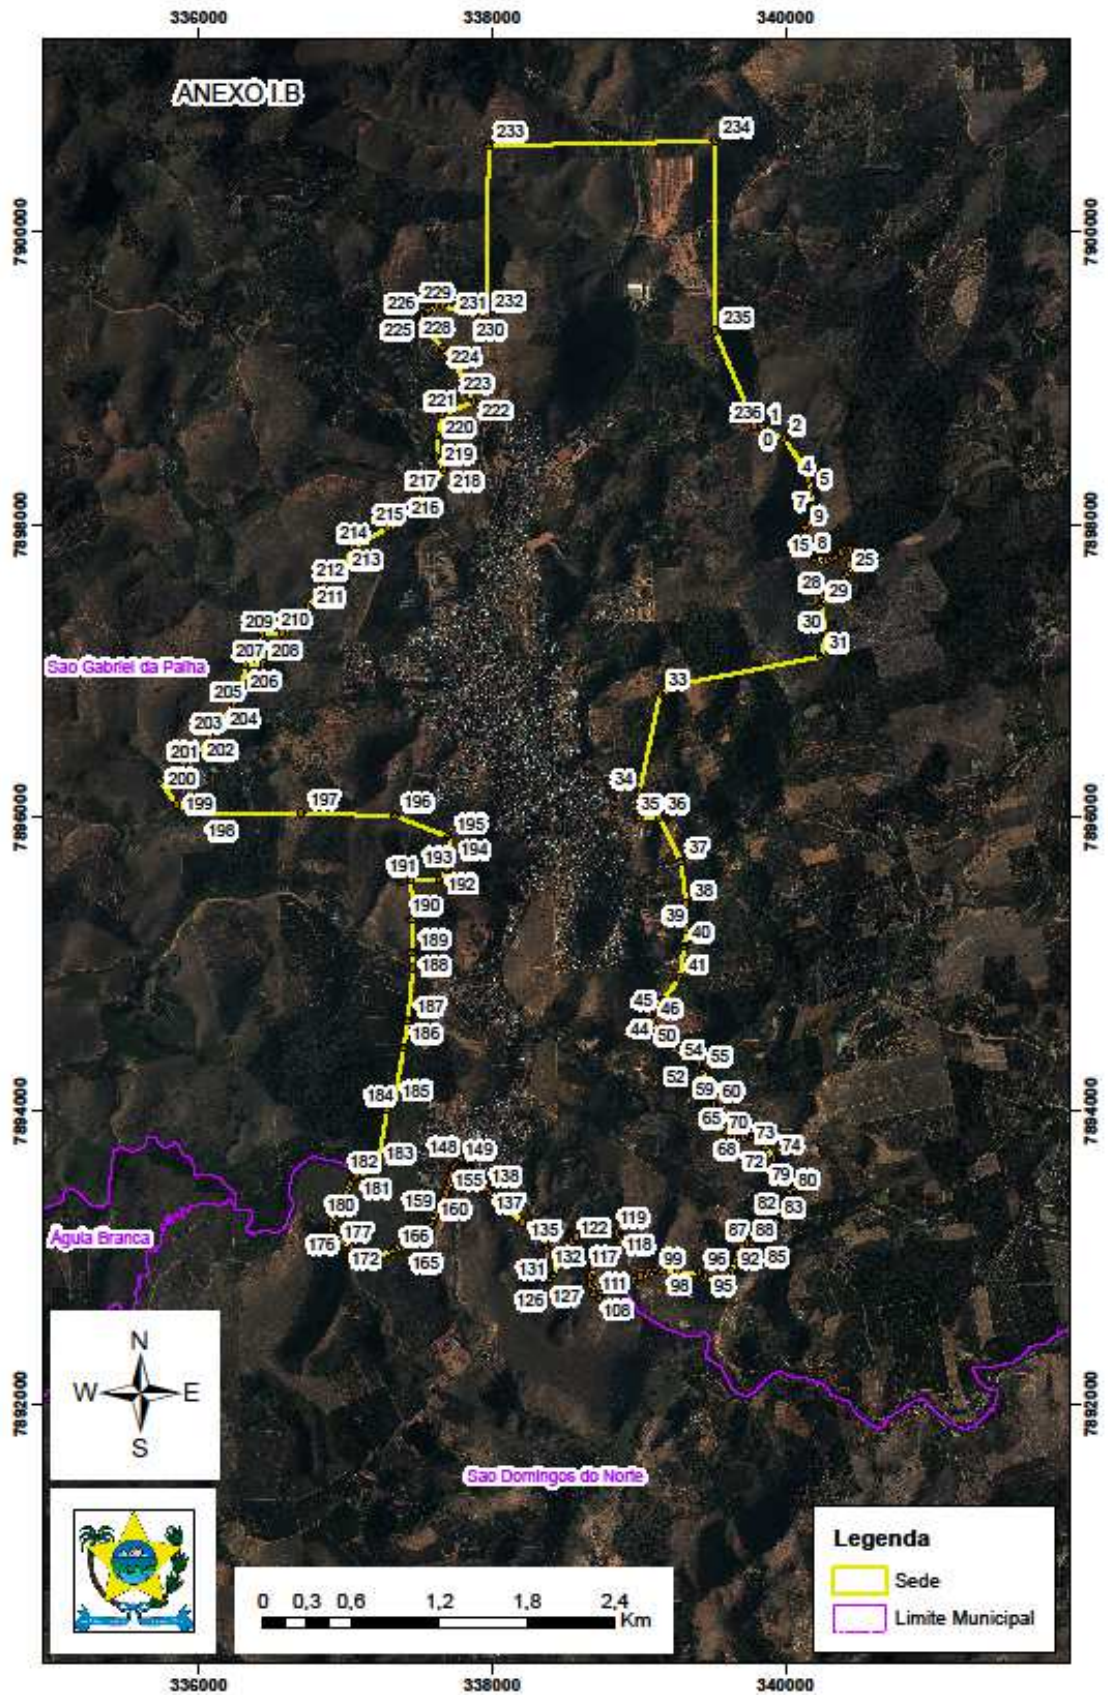 336000 338000 340000
ANEXO I.B
233 234
7900000 7900000
229
226 231 232
225 228 230 235
224
223
221 222
236 1 2
220 0
219
4
217 218 5
7
216 9
215
7898000 7898000
214
15 8 25
213
212
28 29
211
209 210 30
207 208 31
Sao Gabriel da Palha
206
205 33
203 204
201 202
200 34
199 197 196 35 36
7896000 7896000
198 195
194 37
193
191 192 38
190 39
189 40
188 41
187 45
46
186 44 50
54 55
52
184 185 59 60
7894000 7894000
65 70
73 74
148 149 68
183 72
182 79 80
155 138
181
159 137 82 83
180 160
177 135 122 119 87 88
166
176 118
172 165 132 117 99 96 92 85
131
111 98 95
126 127 108
Águia Branca
N
W E
S
7892000 7892000
Sao Domingos do Norte
Legenda
Sede
Limite Municipal
0 0,3 0,6 1,2 1,8 2,4
Km
336000 338000 340000